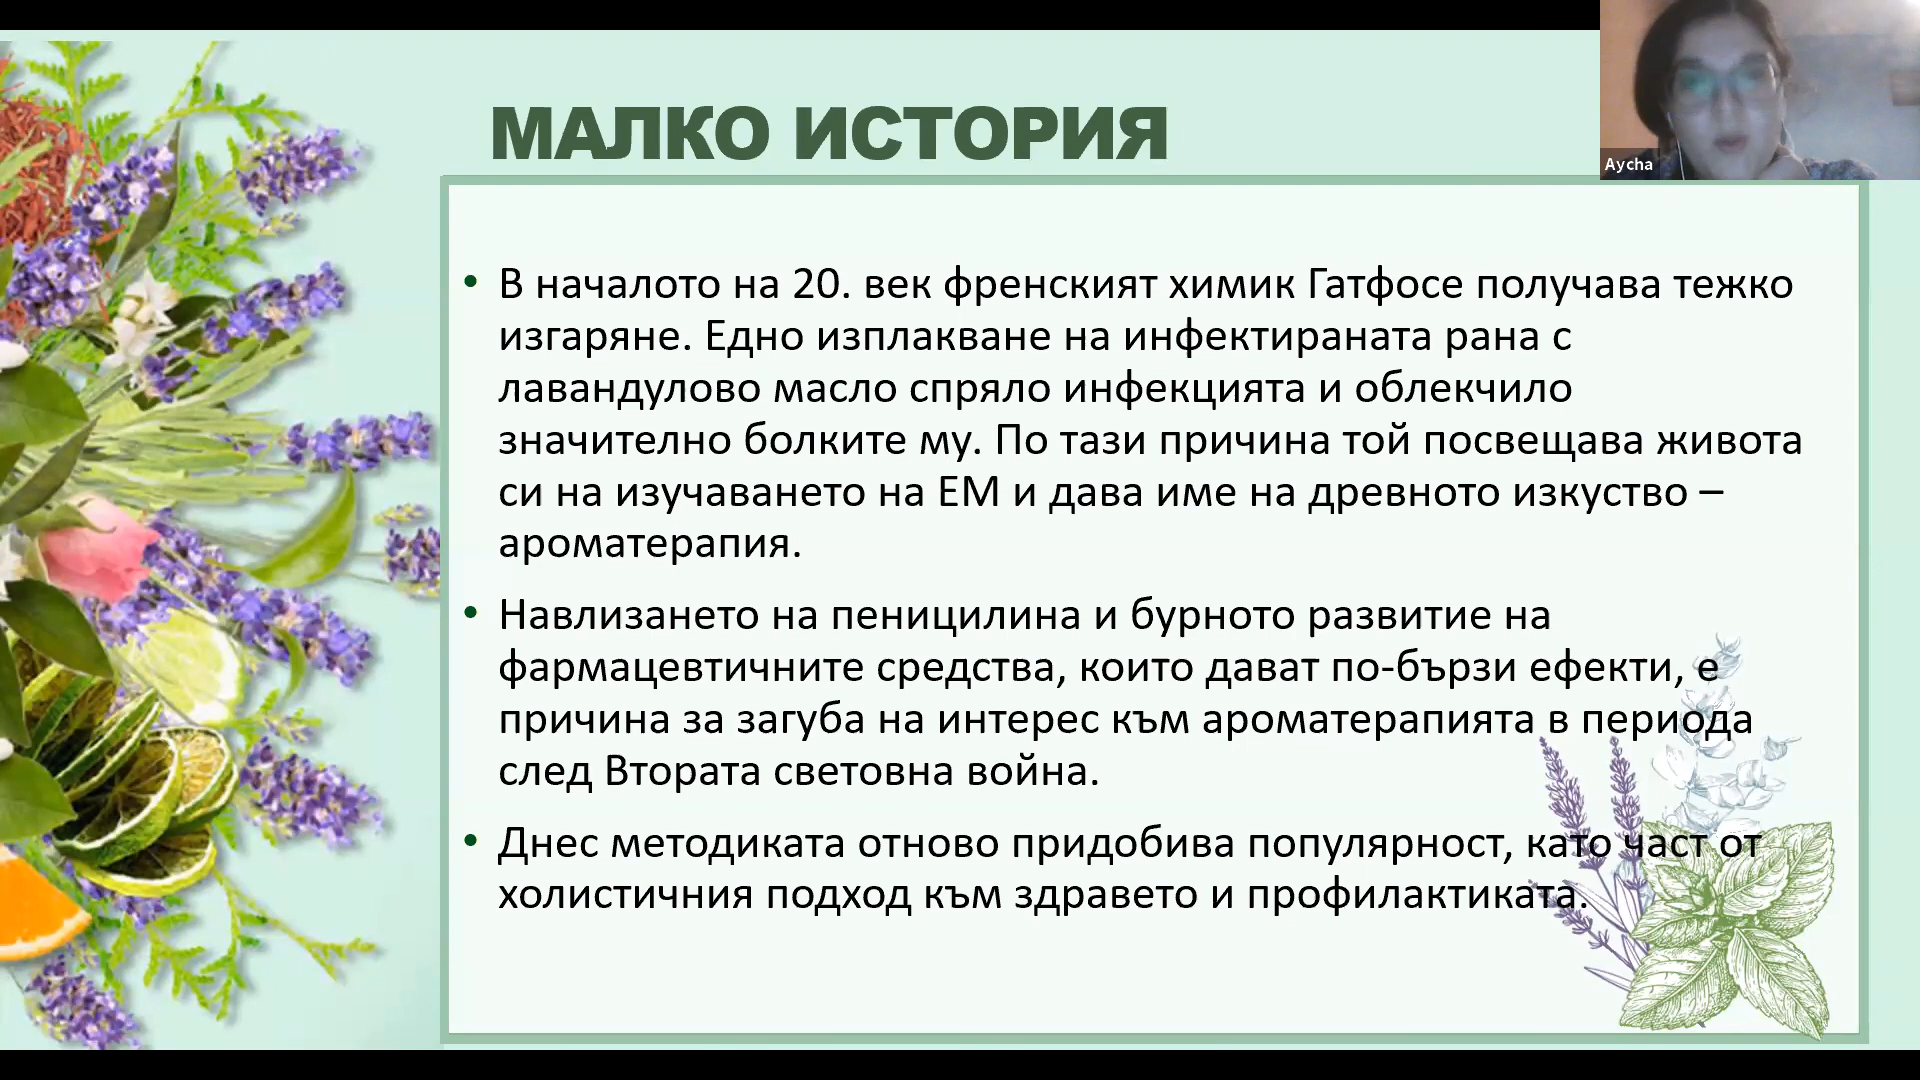 МАЛКО ИСТОРИЯ
Aycha
• В началото на 20. век френският химик Гатфосе получава тежко
изгаряне. Едно изплакване на инфектираната рана с
лавандулово масло спряло инфекцията и облекчило
значително болките му. По тази причина той посвещава живота
си на изучаването на ЕМ и дава име на древното изкуство –
ароматерапия.
• Навлизането на пеницилина и бурното развитие на
фармацевтичните средства, които дават по-бързи ефекти, е
причина за загуба на интерес към ароматерапията в периода
след Втората световна война.
• Днес методиката отново придобива популярност, като част от
холистичния подход към здравето и профилактиката.